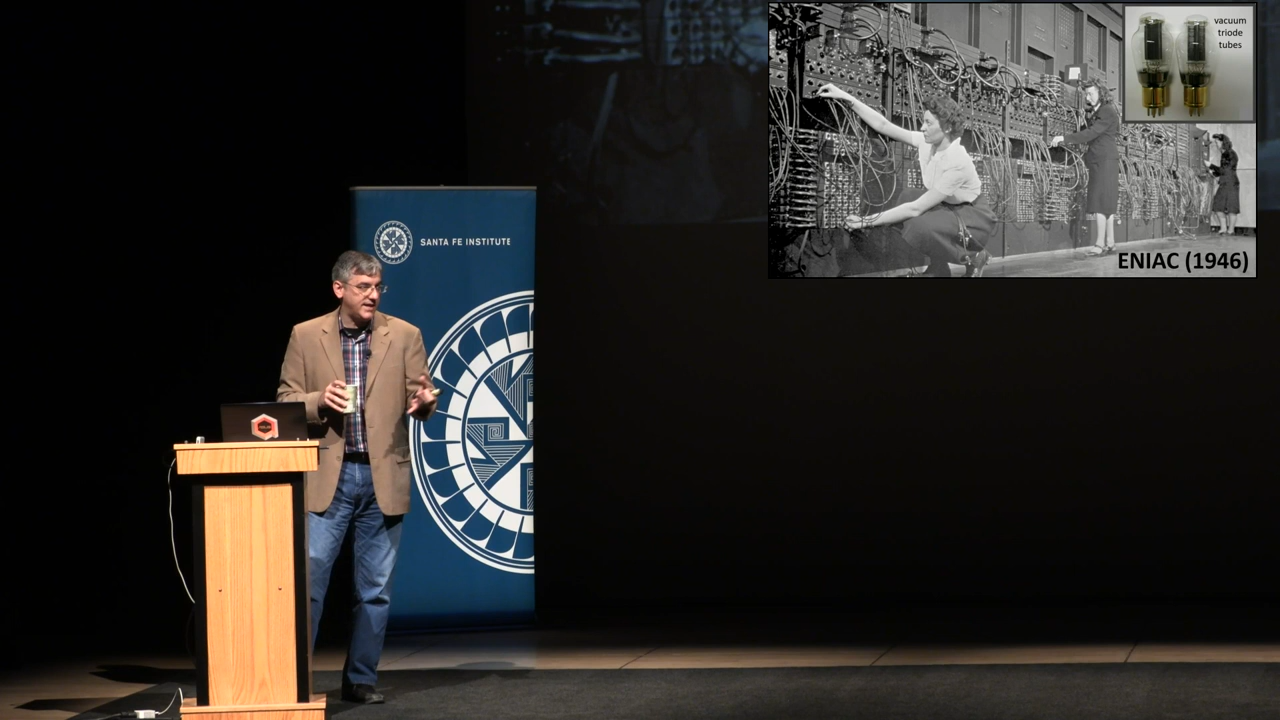 SANTA FE INSTITUTE
vacuum
triode
tubes
ENIAC (1946)